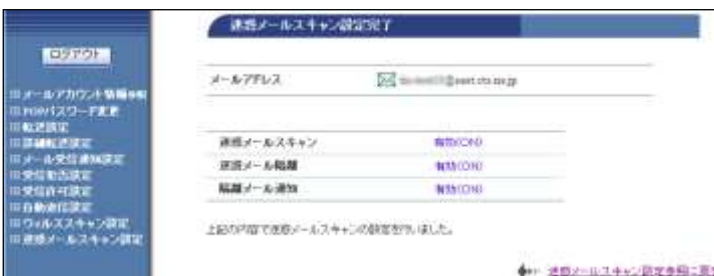 迷惑メールスキャン設定完了
ログアウト
メールアドレス
メールアカウント情報
POPパスワード変更
転送設定
詳細転送設定
メール受信通知設定
受信拒否設定
受信許可設定
自動返信設定
ウィルススキャン設定
迷惑メールスキャン設定
迷惑メールスキャン 有効(ON)
迷惑メール隔離 有効(ON)
隔離メール通知 有効(ON)
上記の内容で迷惑メールスキャンの設定を行いました。
迷惑メールスキャン設定参照に戻